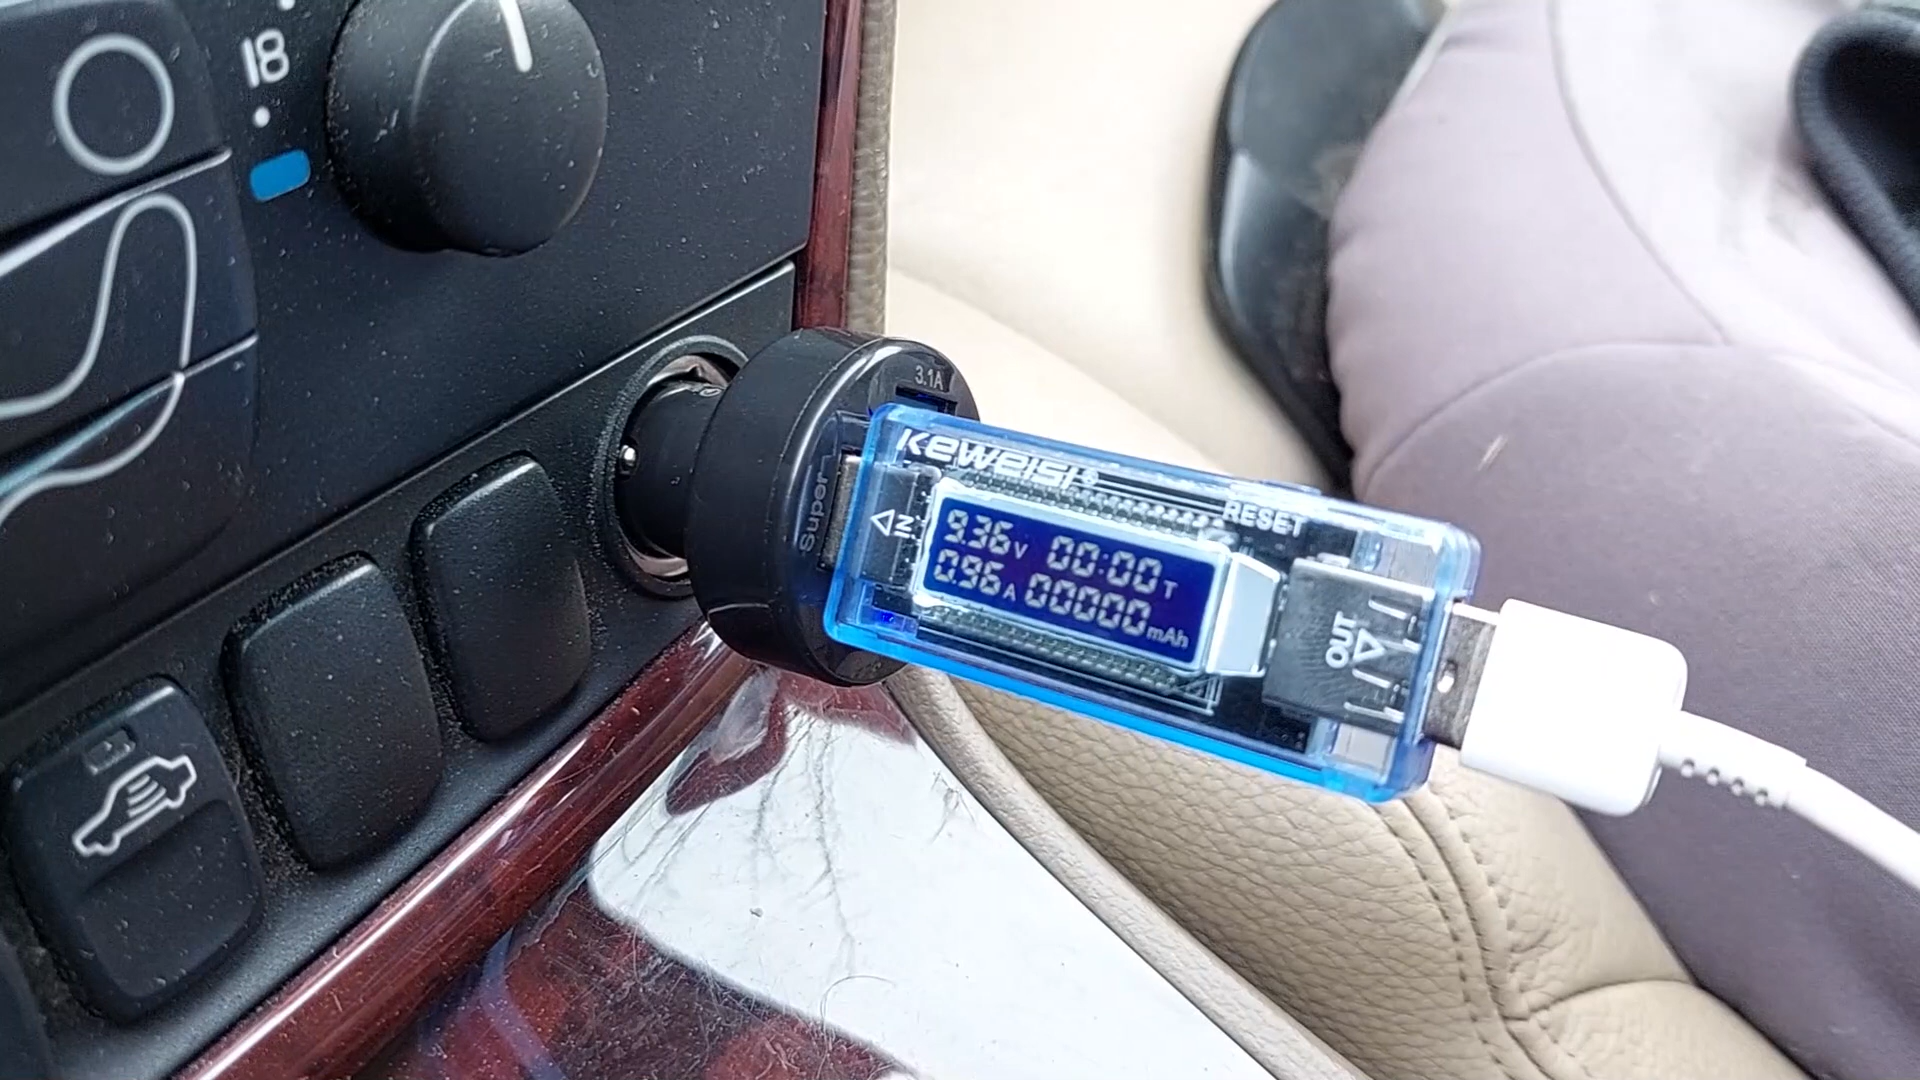 18
3.1A
Super
KEWEISI
RESET
IN
9.36V 00:00T
0.96A 00000mAh
OUT